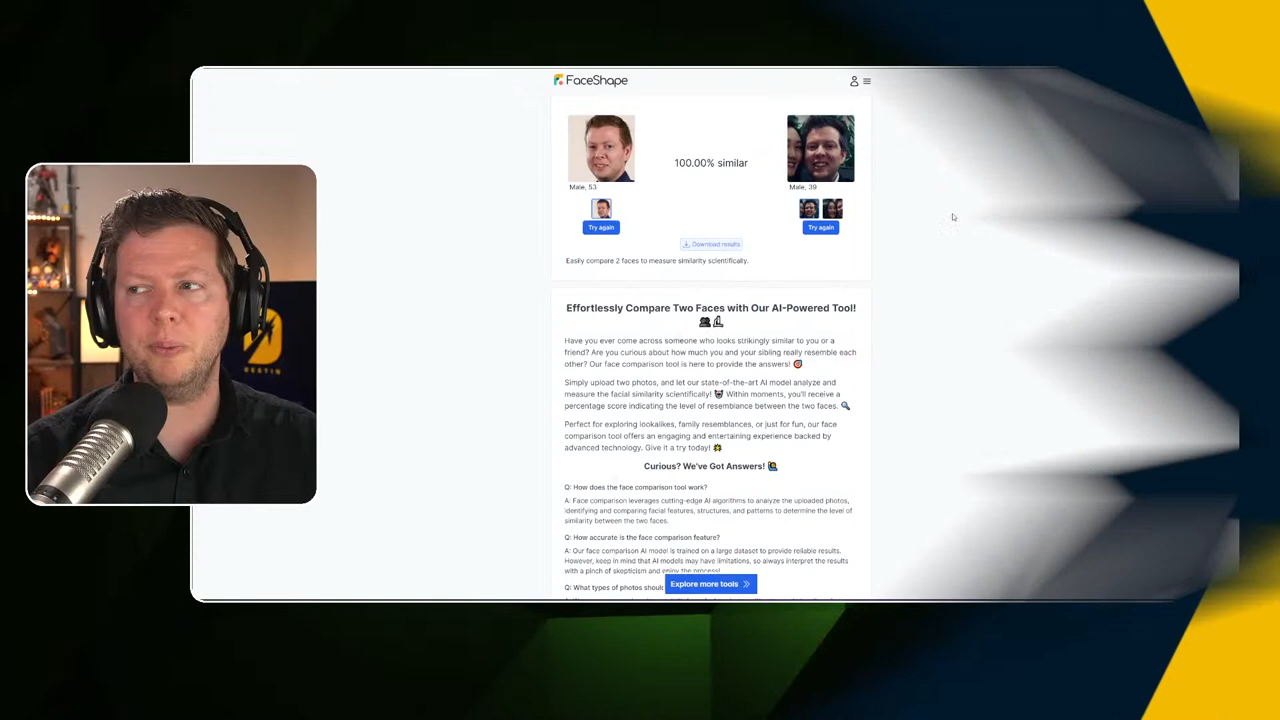 FaceShape
100.00% similar
Male, 53
Male, 39
Try again
Try again
Download results
Easily compare 2 faces to measure similarity scientifically.
Effortlessly Compare Two Faces with Our AI-Powered Tool!
Have you ever come across someone who looks strikingly similar to you or a
friend? Are you curious about how much you and your sibling really resemble each
other? Our face comparison tool is here to provide the answers!
Simply upload two photos, and let our state-of-the-art AI model analyze and
measure the facial similarity scientifically! Within moments, you'll receive a
percentage score indicating the level of resemblance between the two faces.
Perfect for exploring lookalikes, family resemblances, or just for fun, our face
comparison tool offers an engaging and entertaining experience backed by
advanced technology. Give it a try today!
Curious? We've Got Answers!
Q: How does the face comparison tool work?
A: Face comparison leverages cutting-edge AI algorithms to analyze the uploaded photos,
identifying and comparing facial features, structures, and patterns to determine the level of
similarity between the two faces.
Q: How accurate is the face comparison feature?
A: Our face comparison AI model is trained on a large dataset to provide reliable results.
However, keep in mind that AI models may have limitations, so always interpret the results
with a pinch of skepticism and enjoy the process!
Q: What types of photos should
Explore more tools